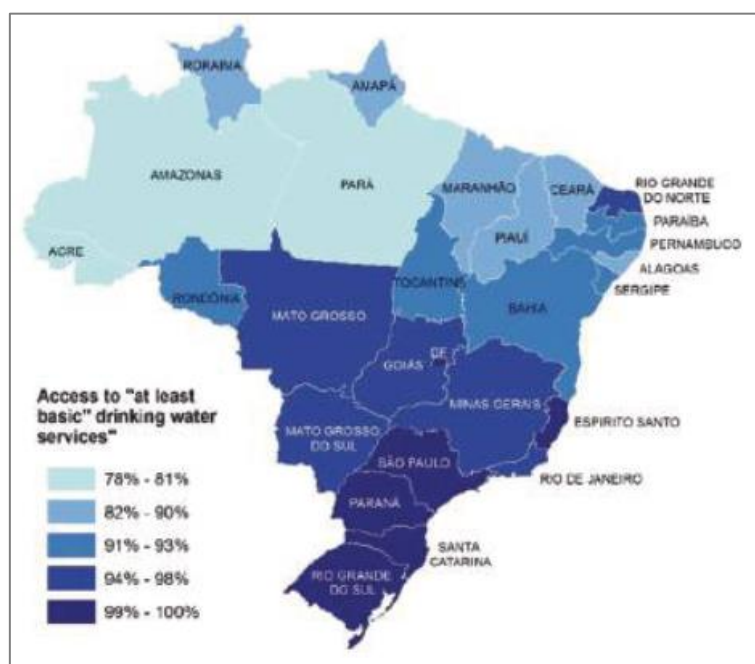 RORAIMA
AMAPÁ
AMAZONAS
PARÁ
MARANHÃO
CEARÁ
RIO GRANDE
DO NORTE
PARAÍBA
PIAUÍ
PERNAMBUCO
ACRE
ALAGOAS
TOCANTINS
SERGIPE
RONDÔNIA
MATO GROSSO
BAHIA
GOIÁS
DF
Access to "at least
basic" drinking water
services"
MINAS GERAIS
ESPIRITO SANTO
MATO GROSSO
DO SUL
SÃO PAULO
RIO DE JANEIRO
78% - 81%
82% - 90%
PARANÁ
91% - 93%
94% - 98%
SANTA
CATARINA
RIO GRANDE
DO SUL
99% - 100%